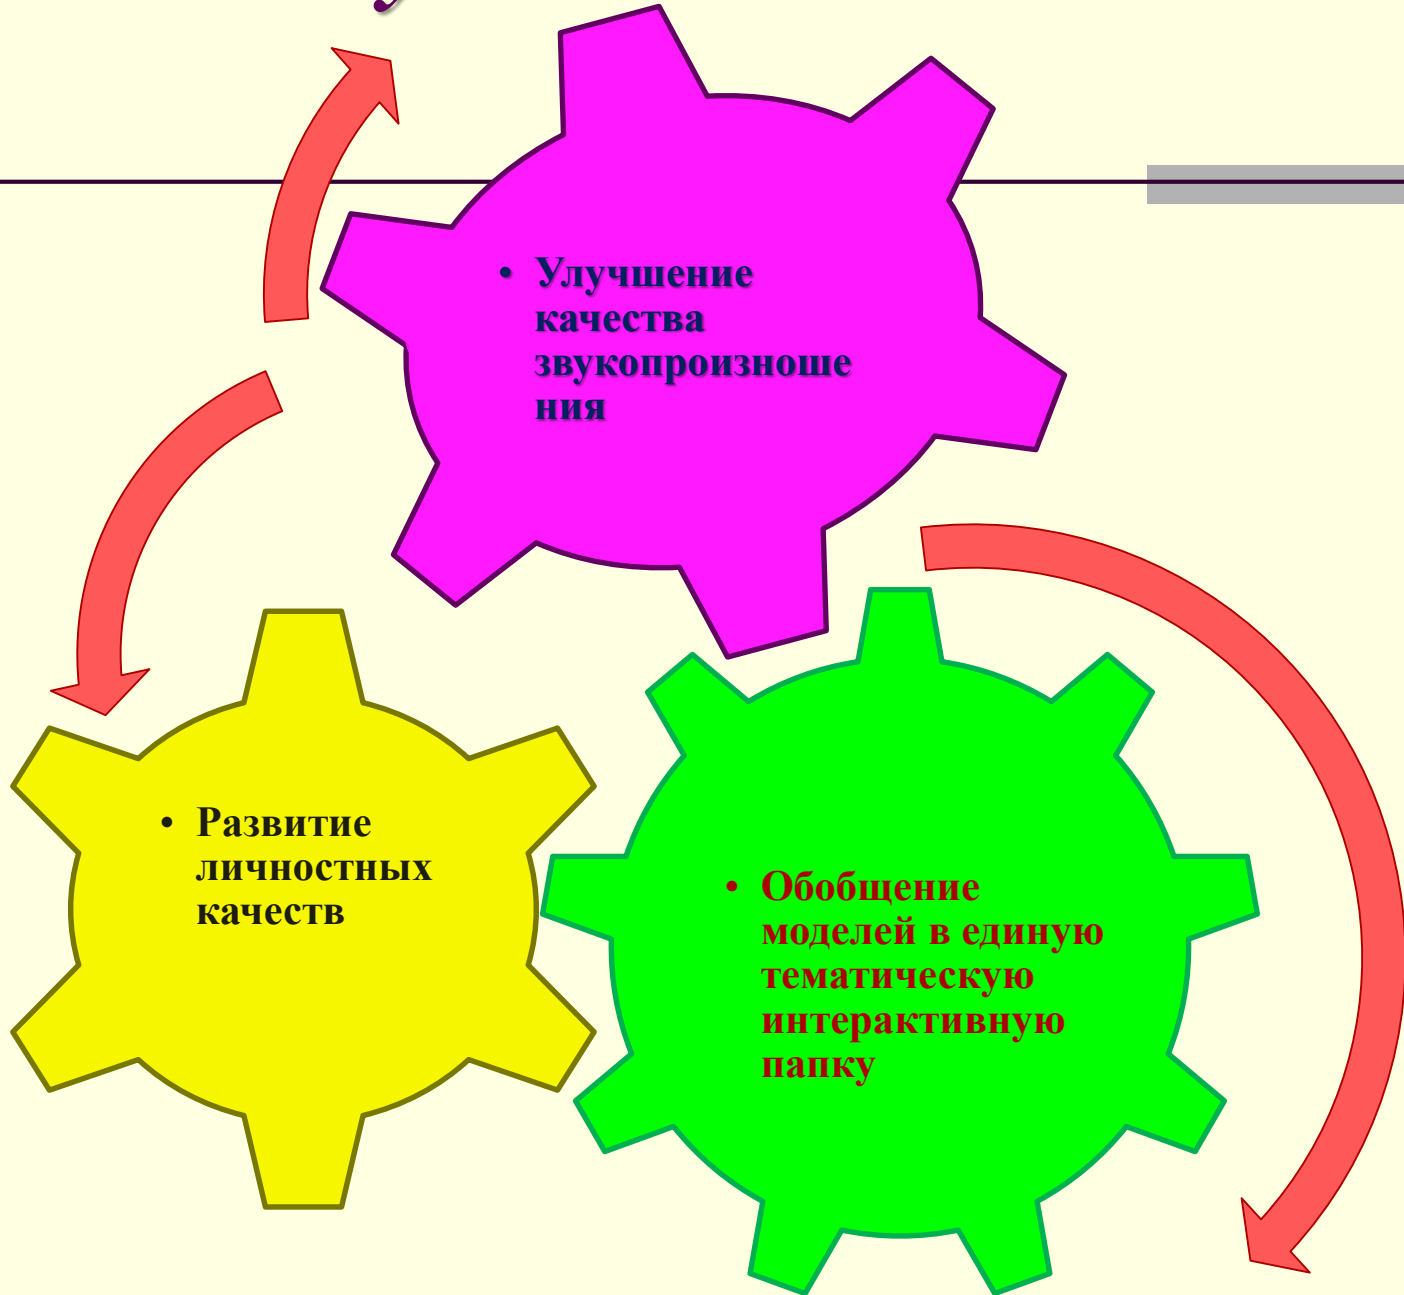 • Улучшение
качества
звукопроизноше
ния
• Развитие
личностных
качеств
• Обобщение
моделей в единую
тематическую
интерактивную
папку